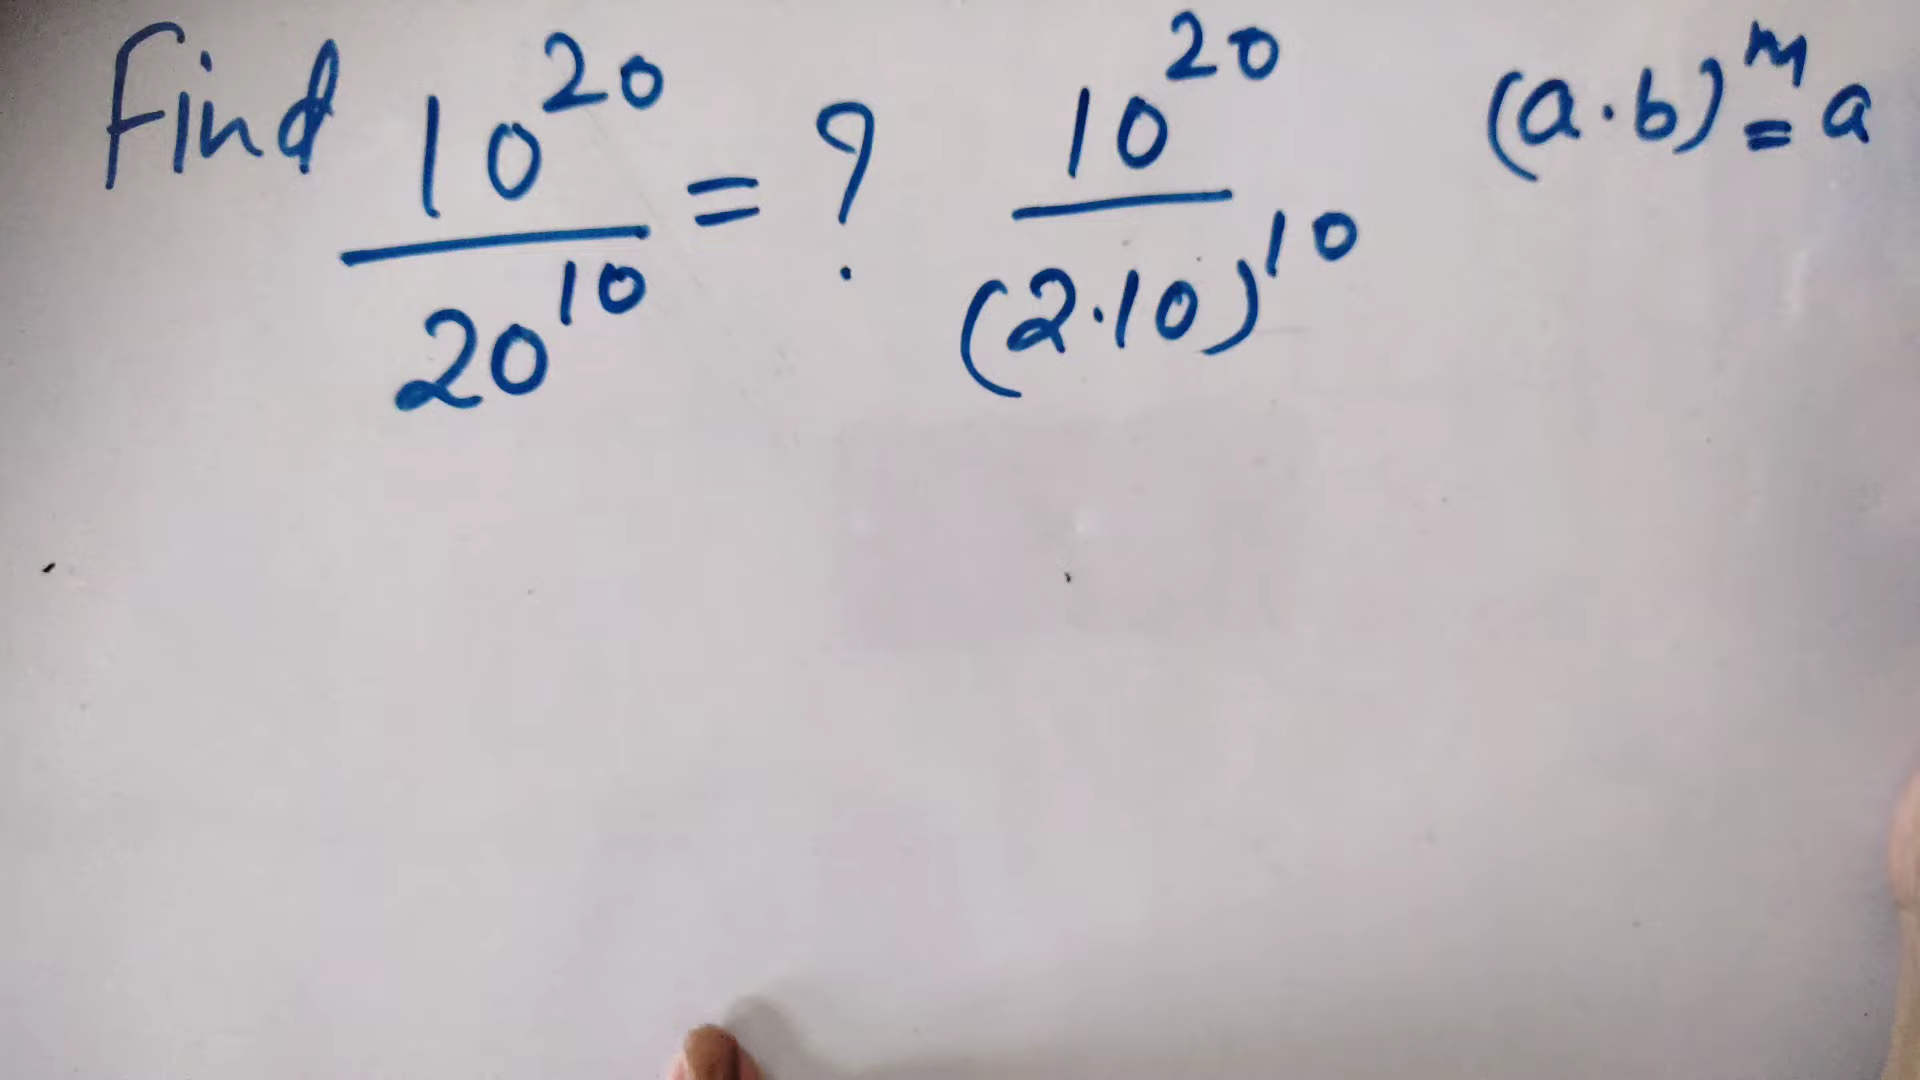 Find 10^20 / 20^10 = ? 10^20 / (2·10)^10
(a·b)^m = a